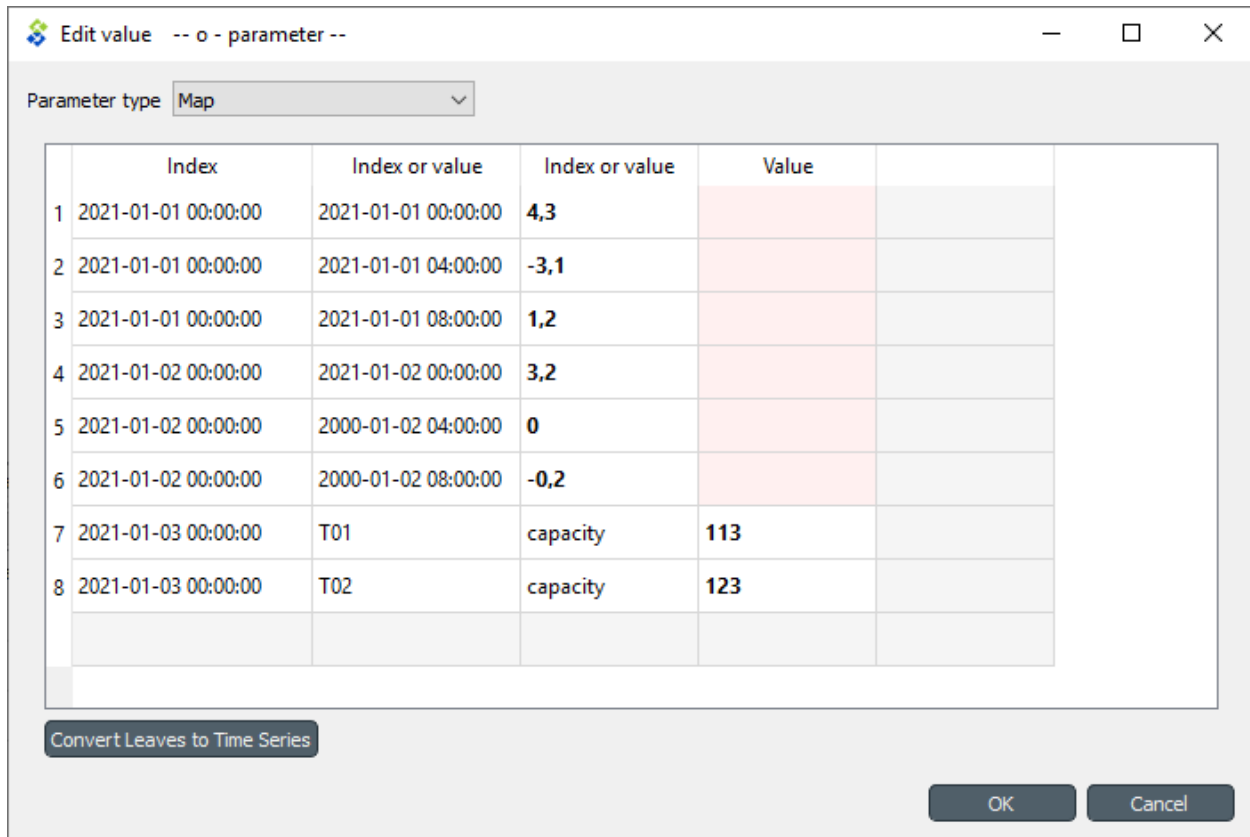 Edit value -- o - parameter --
Parameter type Map
Index Index or value Index or value Value
1 2021-01-01 00:00:00 2021-01-01 00:00:00 4,3
2 2021-01-01 00:00:00 2021-01-01 04:00:00 -3,1
3 2021-01-01 00:00:00 2021-01-01 08:00:00 1,2
4 2021-01-02 00:00:00 2021-01-02 00:00:00 3,2
5 2021-01-02 00:00:00 2000-01-02 04:00:00 0
6 2021-01-02 00:00:00 2000-01-02 08:00:00 -0,2
7 2021-01-03 00:00:00 T01 capacity 113
8 2021-01-03 00:00:00 T02 capacity 123
Convert Leaves to Time Series
OK Cancel